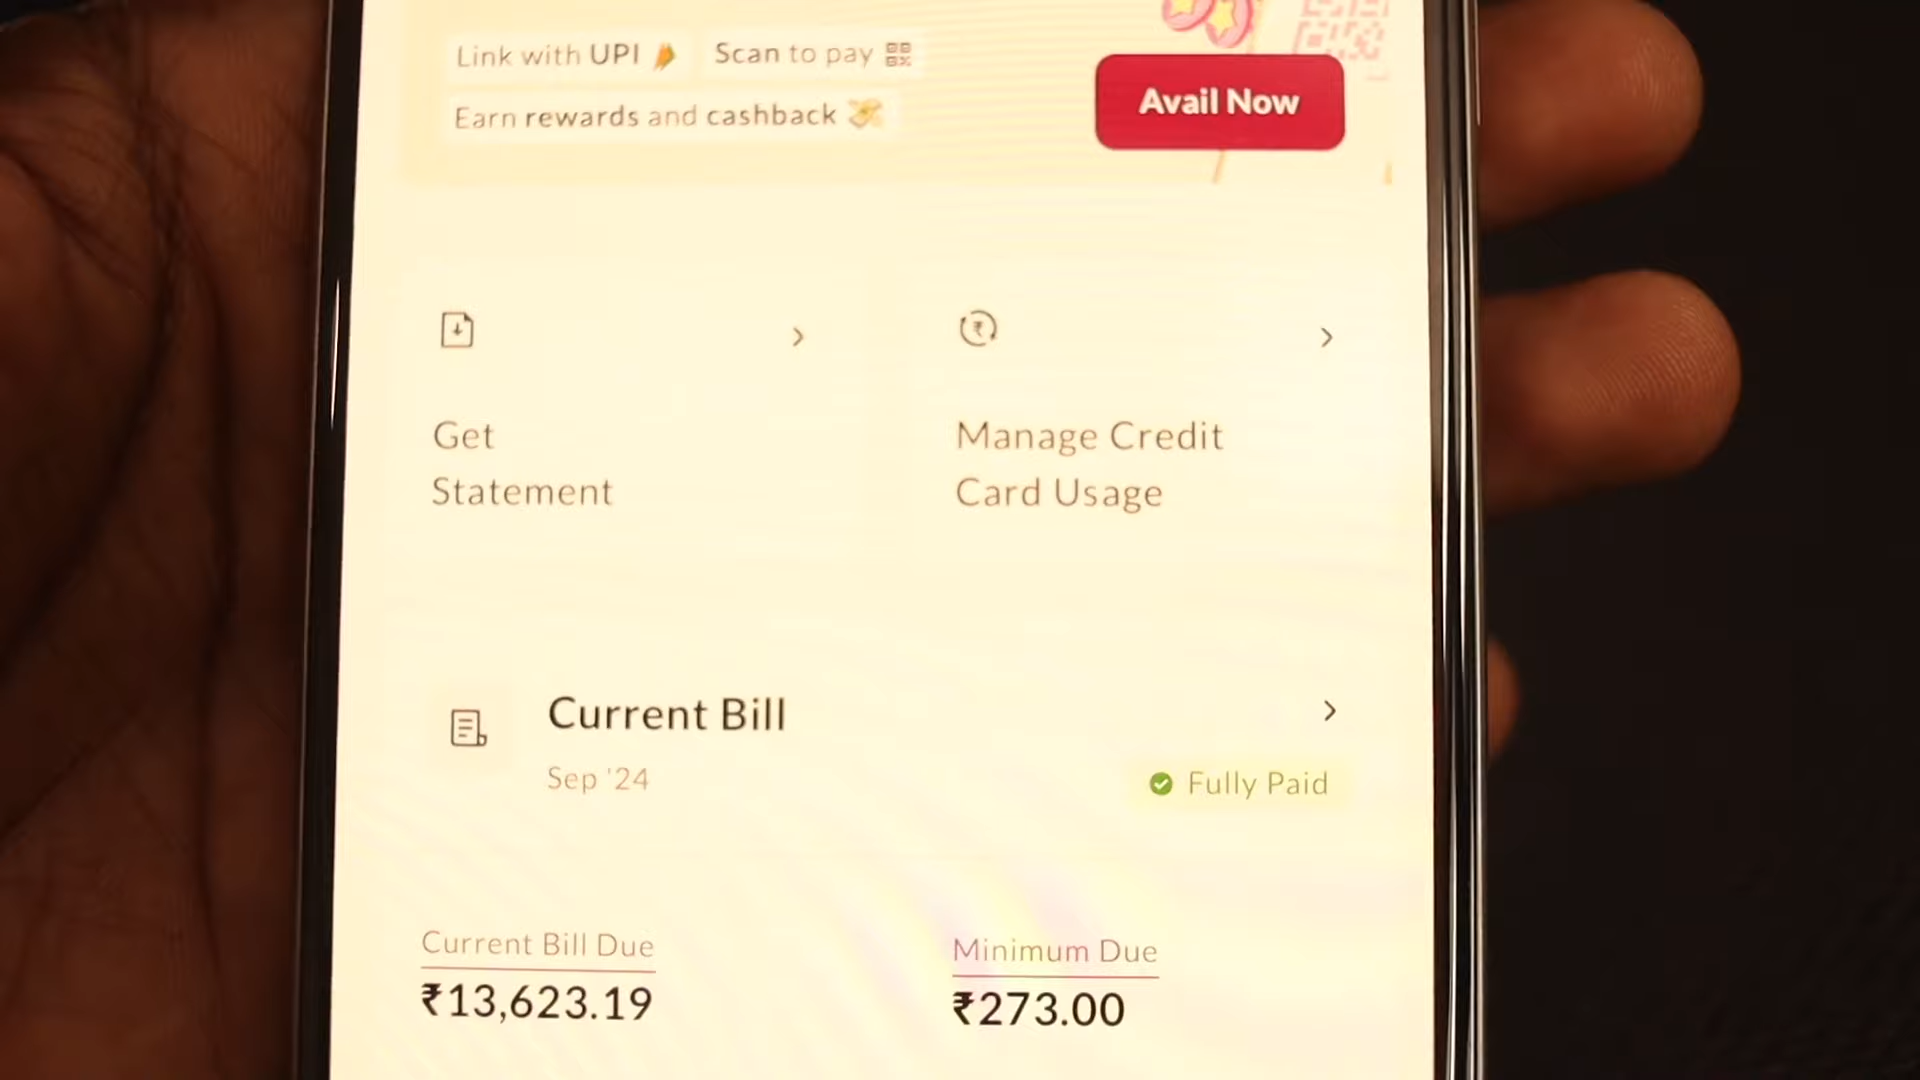 Link with UPI Scan to pay
Earn rewards and cashback
Avail Now
Get
Statement
Manage Credit
Card Usage
Current Bill
Sep '24
Fully Paid
Current Bill Due
₹13,623.19
Minimum Due
₹273.00